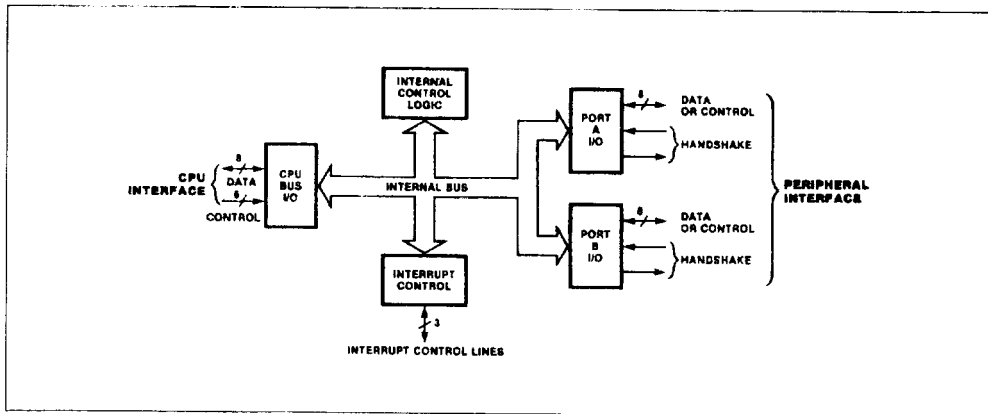 INTERNAL
CONTROL
LOGIC
CPU
INTERFACE
8
DATA
6
CONTROL
CPU
BUS
I/O
INTERNAL BUS
INTERRUPT
CONTROL
3
INTERRUPT CONTROL LINES
PORT
A
I/O
8
DATA
OR CONTROL
HANDSHAKE
PORT
B
I/O
8
DATA
OR CONTROL
HANDSHAKE
PERIPHERAL
INTERFACE